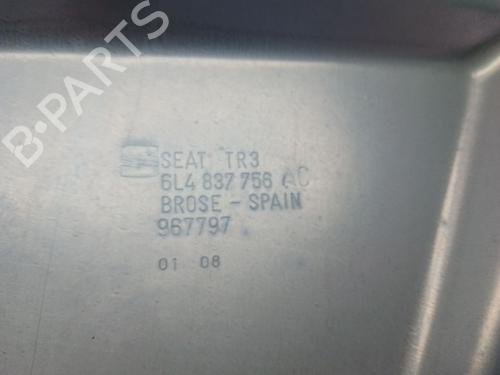 B-PARTS
SEAT TR3
6L4 837 756 AC
BROSE - SPAIN
967797
01 08